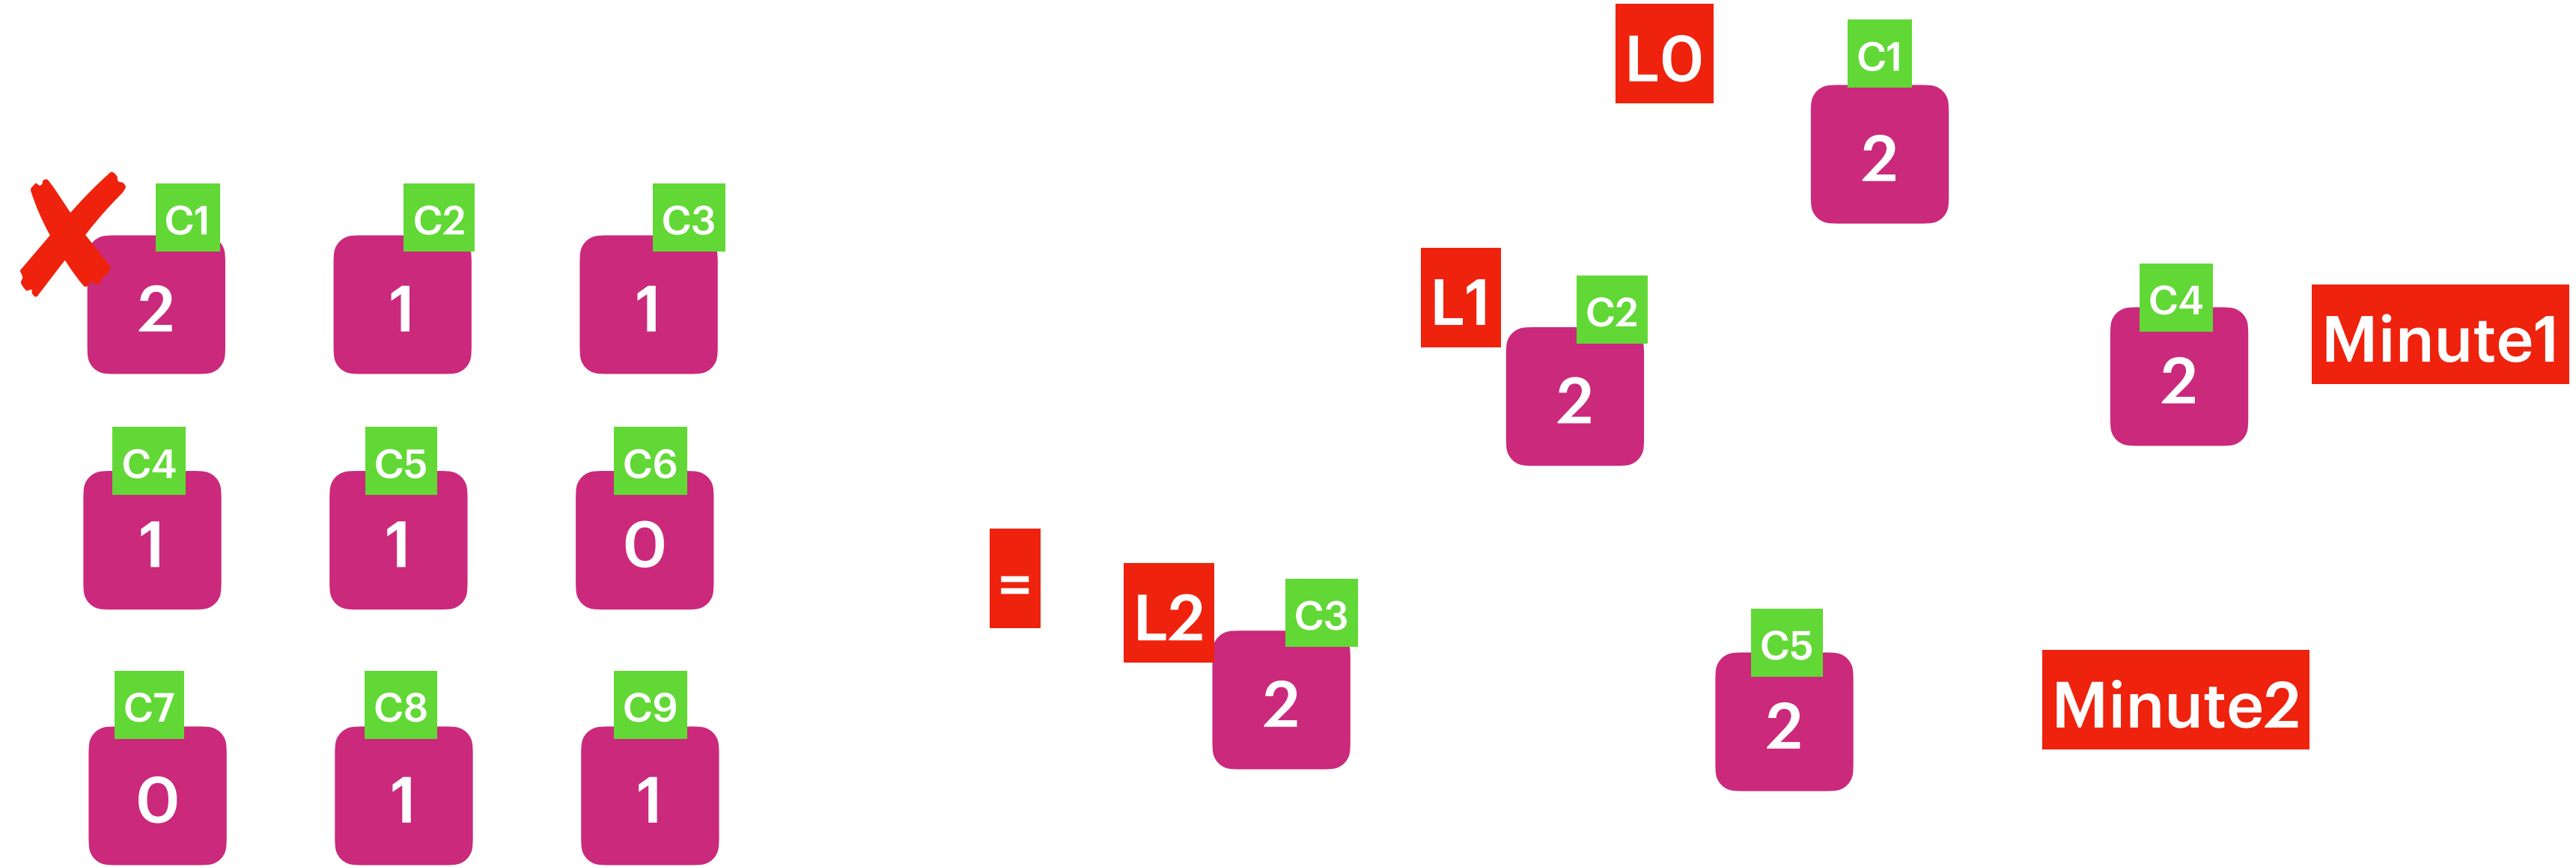 C1 C2 C3
2 1 1
C4 C5 C6
1 1 0
C7 C8 C9
0 1 1
=
L0 C1
2
L1 C2 C4 Minute1
2 2
L2 C3 C5 Minute2
2 2